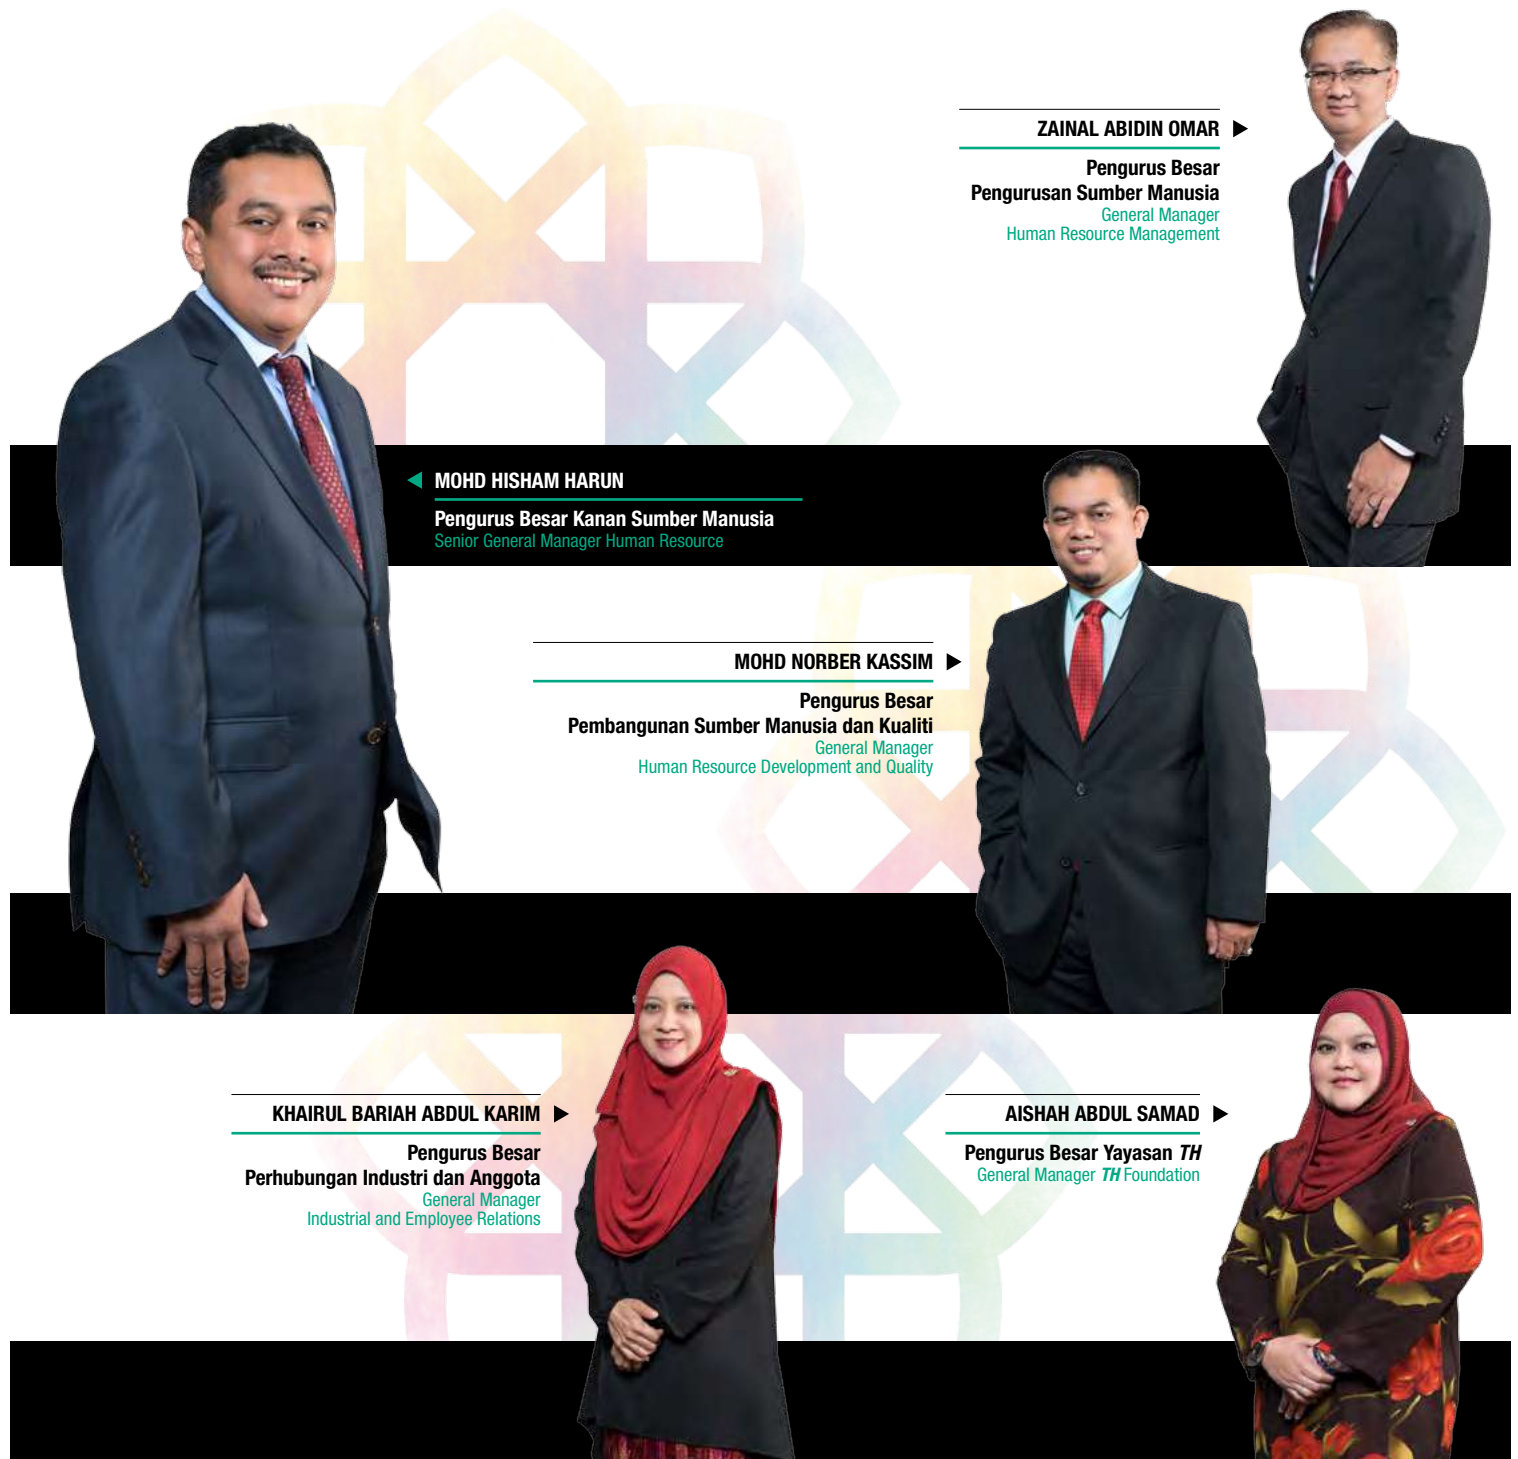 ZAINAL ABIDIN OMAR
Pengurus Besar
Pengurusan Sumber Manusia
General Manager
Human Resource Management
MOHD HISHAM HARUN
Pengurus Besar Kanan Sumber Manusia
Senior General Manager Human Resource
MOHD NORBER KASSIM
Pengurus Besar
Pembangunan Sumber Manusia dan Kualiti
General Manager
Human Resource Development and Quality
KHAIRUL BARIAH ABDUL KARIM
Pengurus Besar
Perhubungan Industri dan Anggota
General Manager
Industrial and Employee Relations
AISHAH ABDUL SAMAD
Pengurus Besar Yayasan TH
General Manager TH Foundation